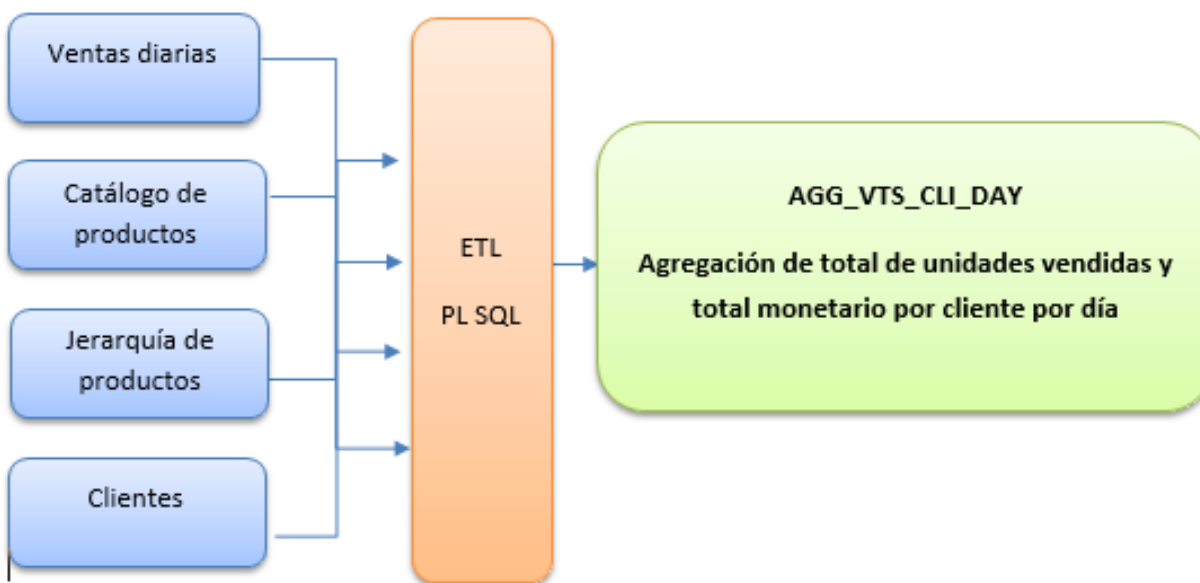 Ventas diarias
Catálogo de
productos
Jerarquía de
productos
Clientes
ETL
PL SQL
AGG_VTS_CLI_DAY
Agregación de total de unidades vendidas y
total monetario por cliente por día